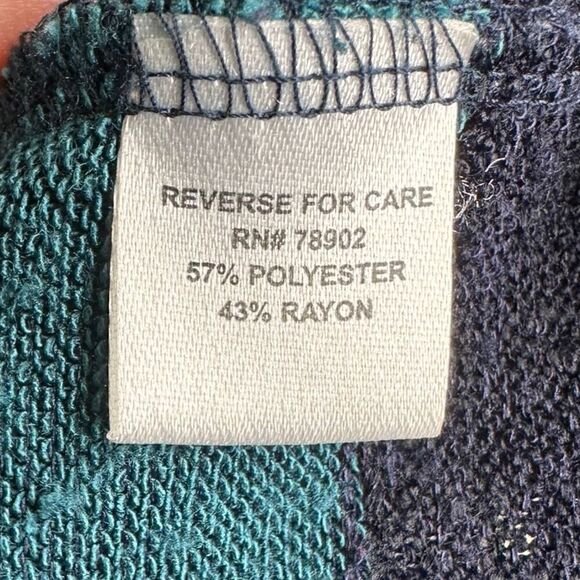 REVERSE FOR CARE
RN# 78902
57% POLYESTER
43% RAYON